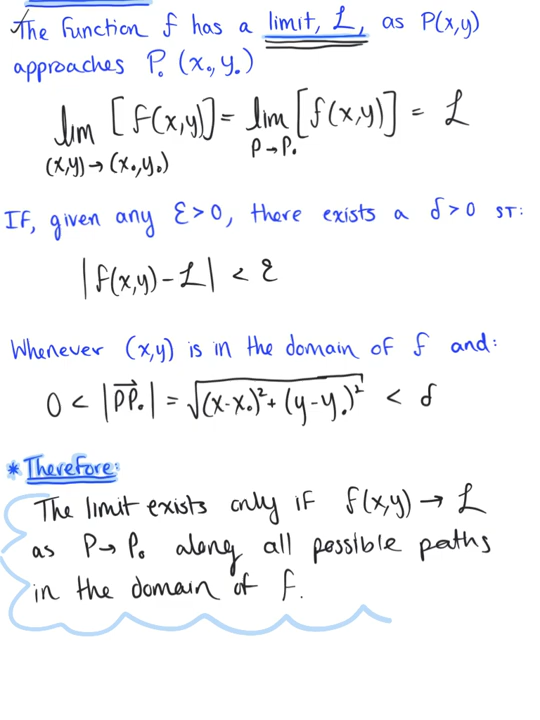 The function f has a limit, L, as P(x,y)
approaches P₀ (x₀,y₀)
lim [f(x,y)] = lim [f(x,y)] = L
(x,y)→(x₀,y₀) P→P₀
If, given any ε>0, there exists a δ>0 ST:
|f(x,y)-L| < ε
Whenever (x,y) is in the domain of f and:
0 < |PP₀| = √(x-x₀)²+(y-y₀)² < δ
* Therefore:
The limit exists only if f(x,y) → L
as P→P₀ along all possible paths
in the domain of f.